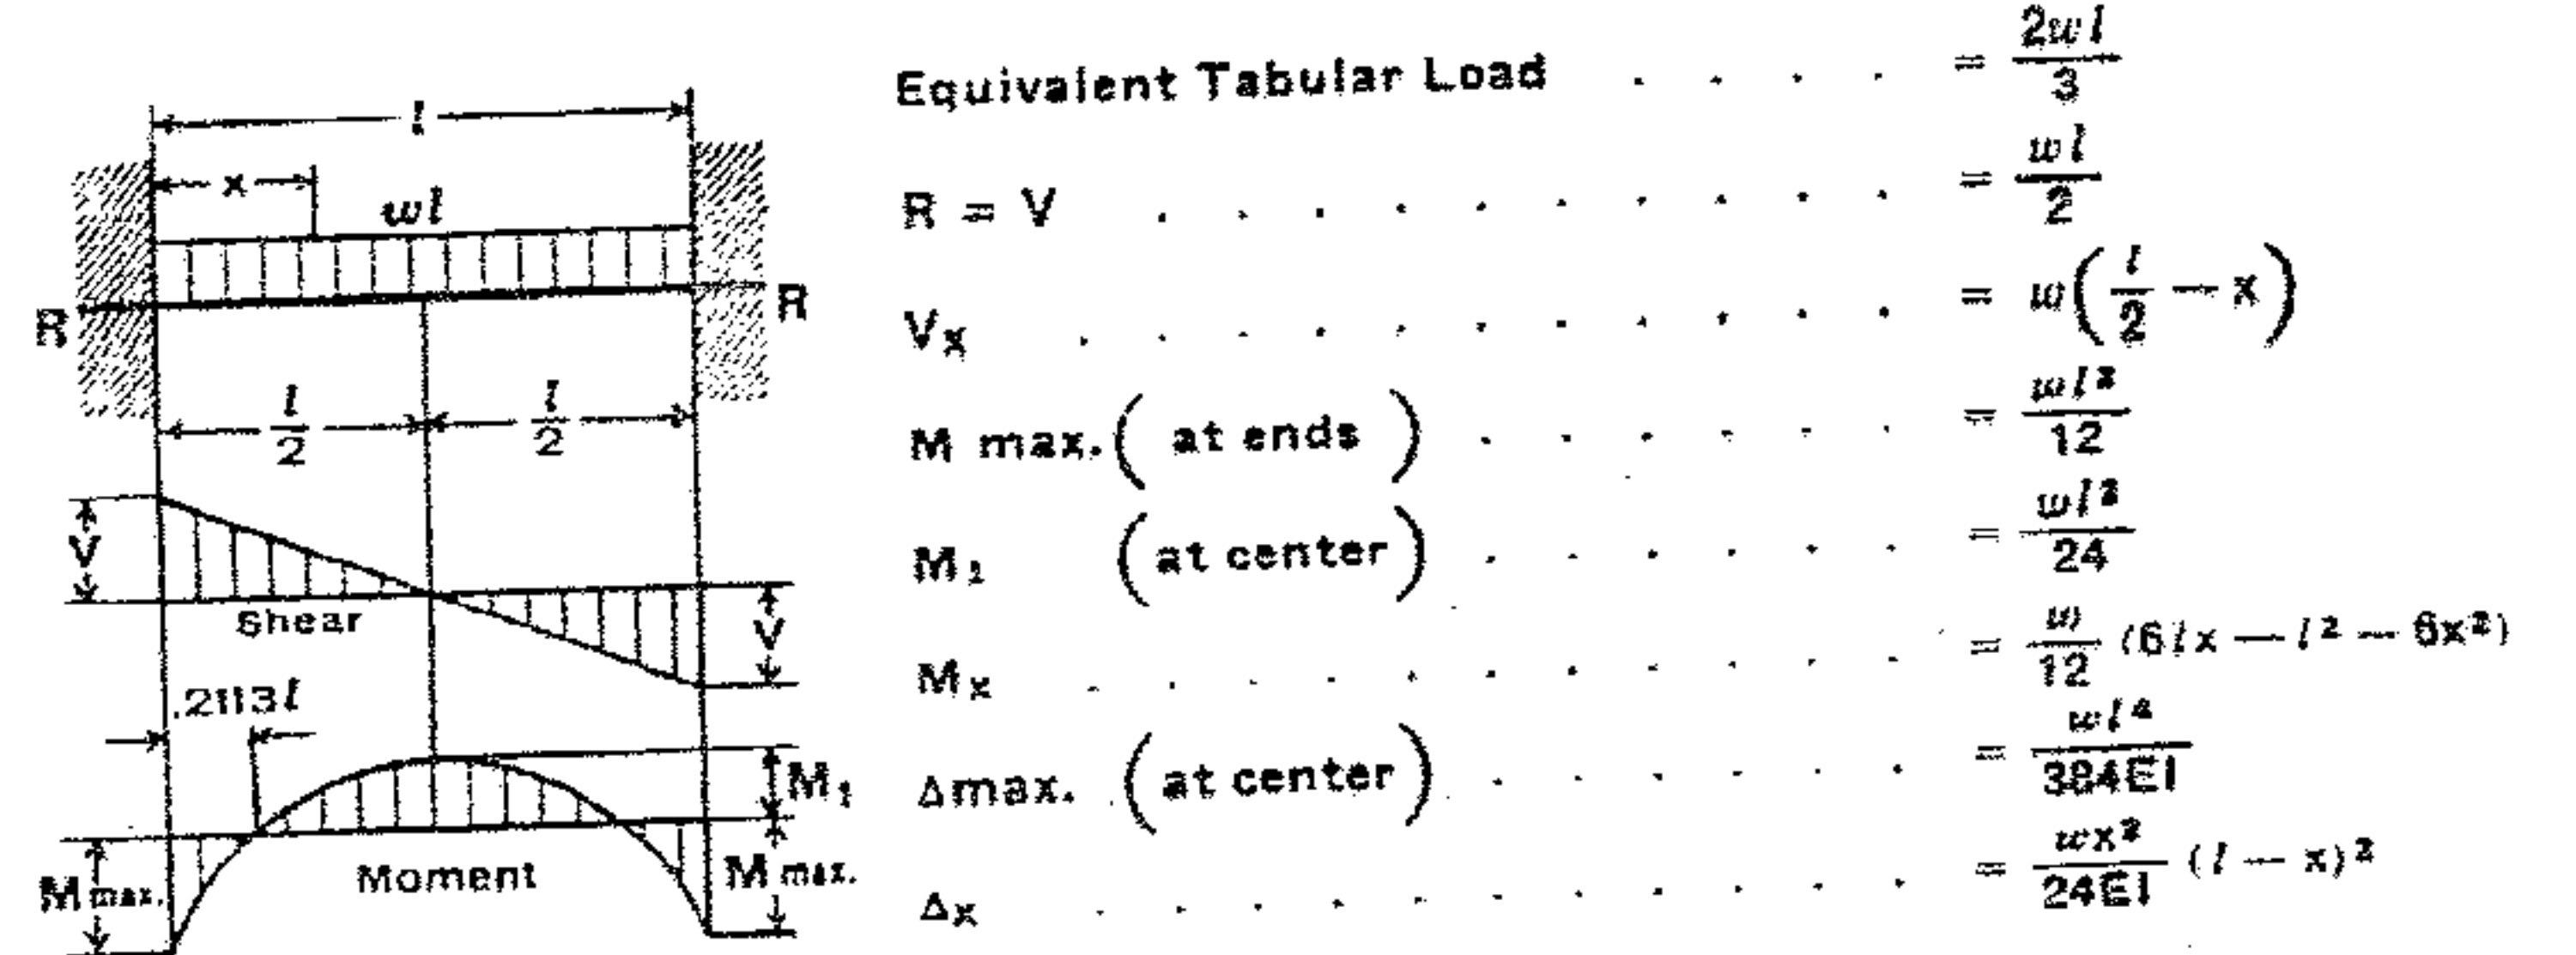 l
x
wl
R
R
l/2
l/2
V
Shear
V
.2113l
M₁
Moment
M max.
M max.
Equivalent Tabular Load . . . . = 2wl/3
R = V . . . . . . . . . . = wl/2
Vx . . . . . . . . . . . = w(l/2 − x)
M max. ( at ends ) . . . . . . = wl²/12
M₁ ( at center ) . . . . . . = wl²/24
Mx . . . . . . . . . . . = w/12 (6lx − l² − 6x²)
Δmax. ( at center ) . . . . . . = wl⁴/384EI
Δx . . . . . . . . . . . = wx²/24EI (l − x)²